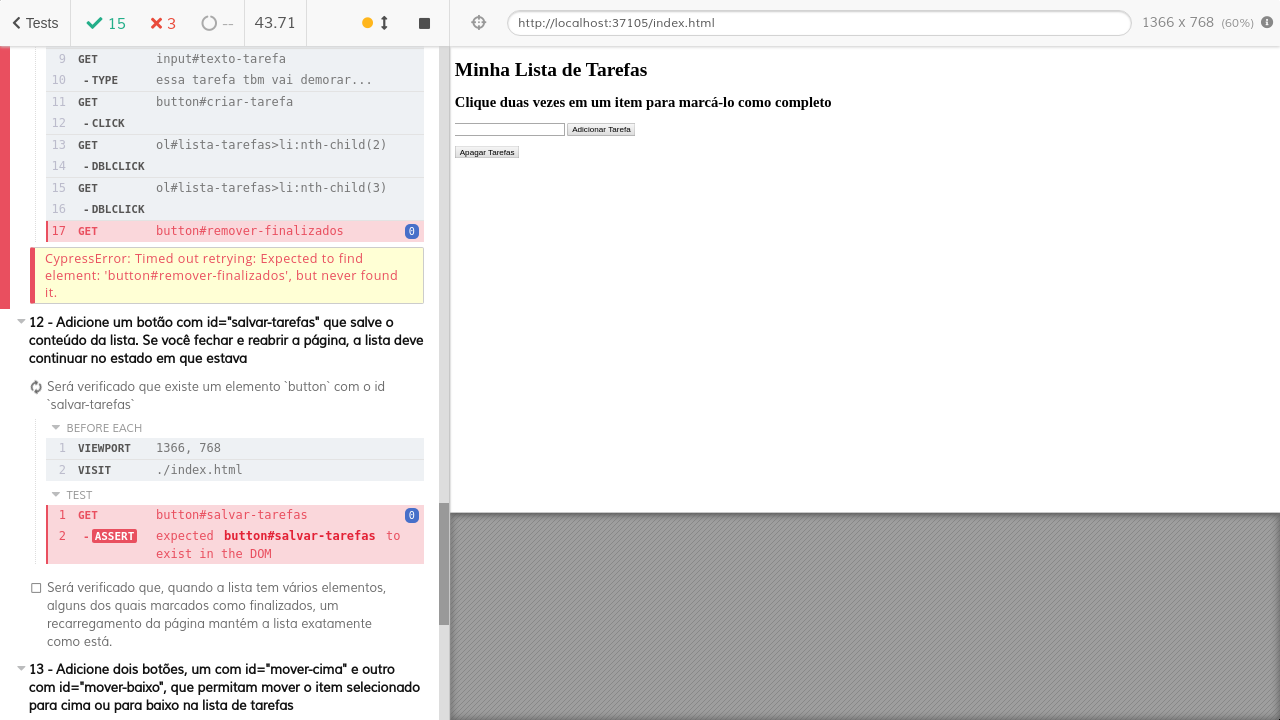 Tests 15 3 -- 43.71
http://localhost:37105/index.html 1366 x 768 (60%)
9 GET input#texto-tarefa
10 - TYPE essa tarefa tbm vai demorar...
11 GET button#criar-tarefa
12 - CLICK
13 GET ol#lista-tarefas>li:nth-child(2)
14 - DBLCLICK
15 GET ol#lista-tarefas>li:nth-child(3)
16 - DBLCLICK
17 GET button#remover-finalizados 0
CypressError: Timed out retrying: Expected to find
element: 'button#remover-finalizados', but never found
it.
12 - Adicione um botão com id="salvar-tarefas" que salve o
conteúdo da lista. Se você fechar e reabrir a página, a lista deve
continuar no estado em que estava
Será verificado que existe um elemento `button` com o id
`salvar-tarefas`
BEFORE EACH
1 VIEWPORT 1366, 768
2 VISIT ./index.html
TEST
1 GET button#salvar-tarefas 0
2 - ASSERT expected button#salvar-tarefas to
exist in the DOM
Será verificado que, quando a lista tem vários elementos,
alguns dos quais marcados como finalizados, um
recarregamento da página mantém a lista exatamente
como está.
13 - Adicione dois botões, um com id="mover-cima" e outro
com id="mover-baixo", que permitam mover o item selecionado
para cima ou para baixo na lista de tarefas
Minha Lista de Tarefas
Clique duas vezes em um item para marcá-lo como completo
Adicionar Tarefa
Apagar Tarefas